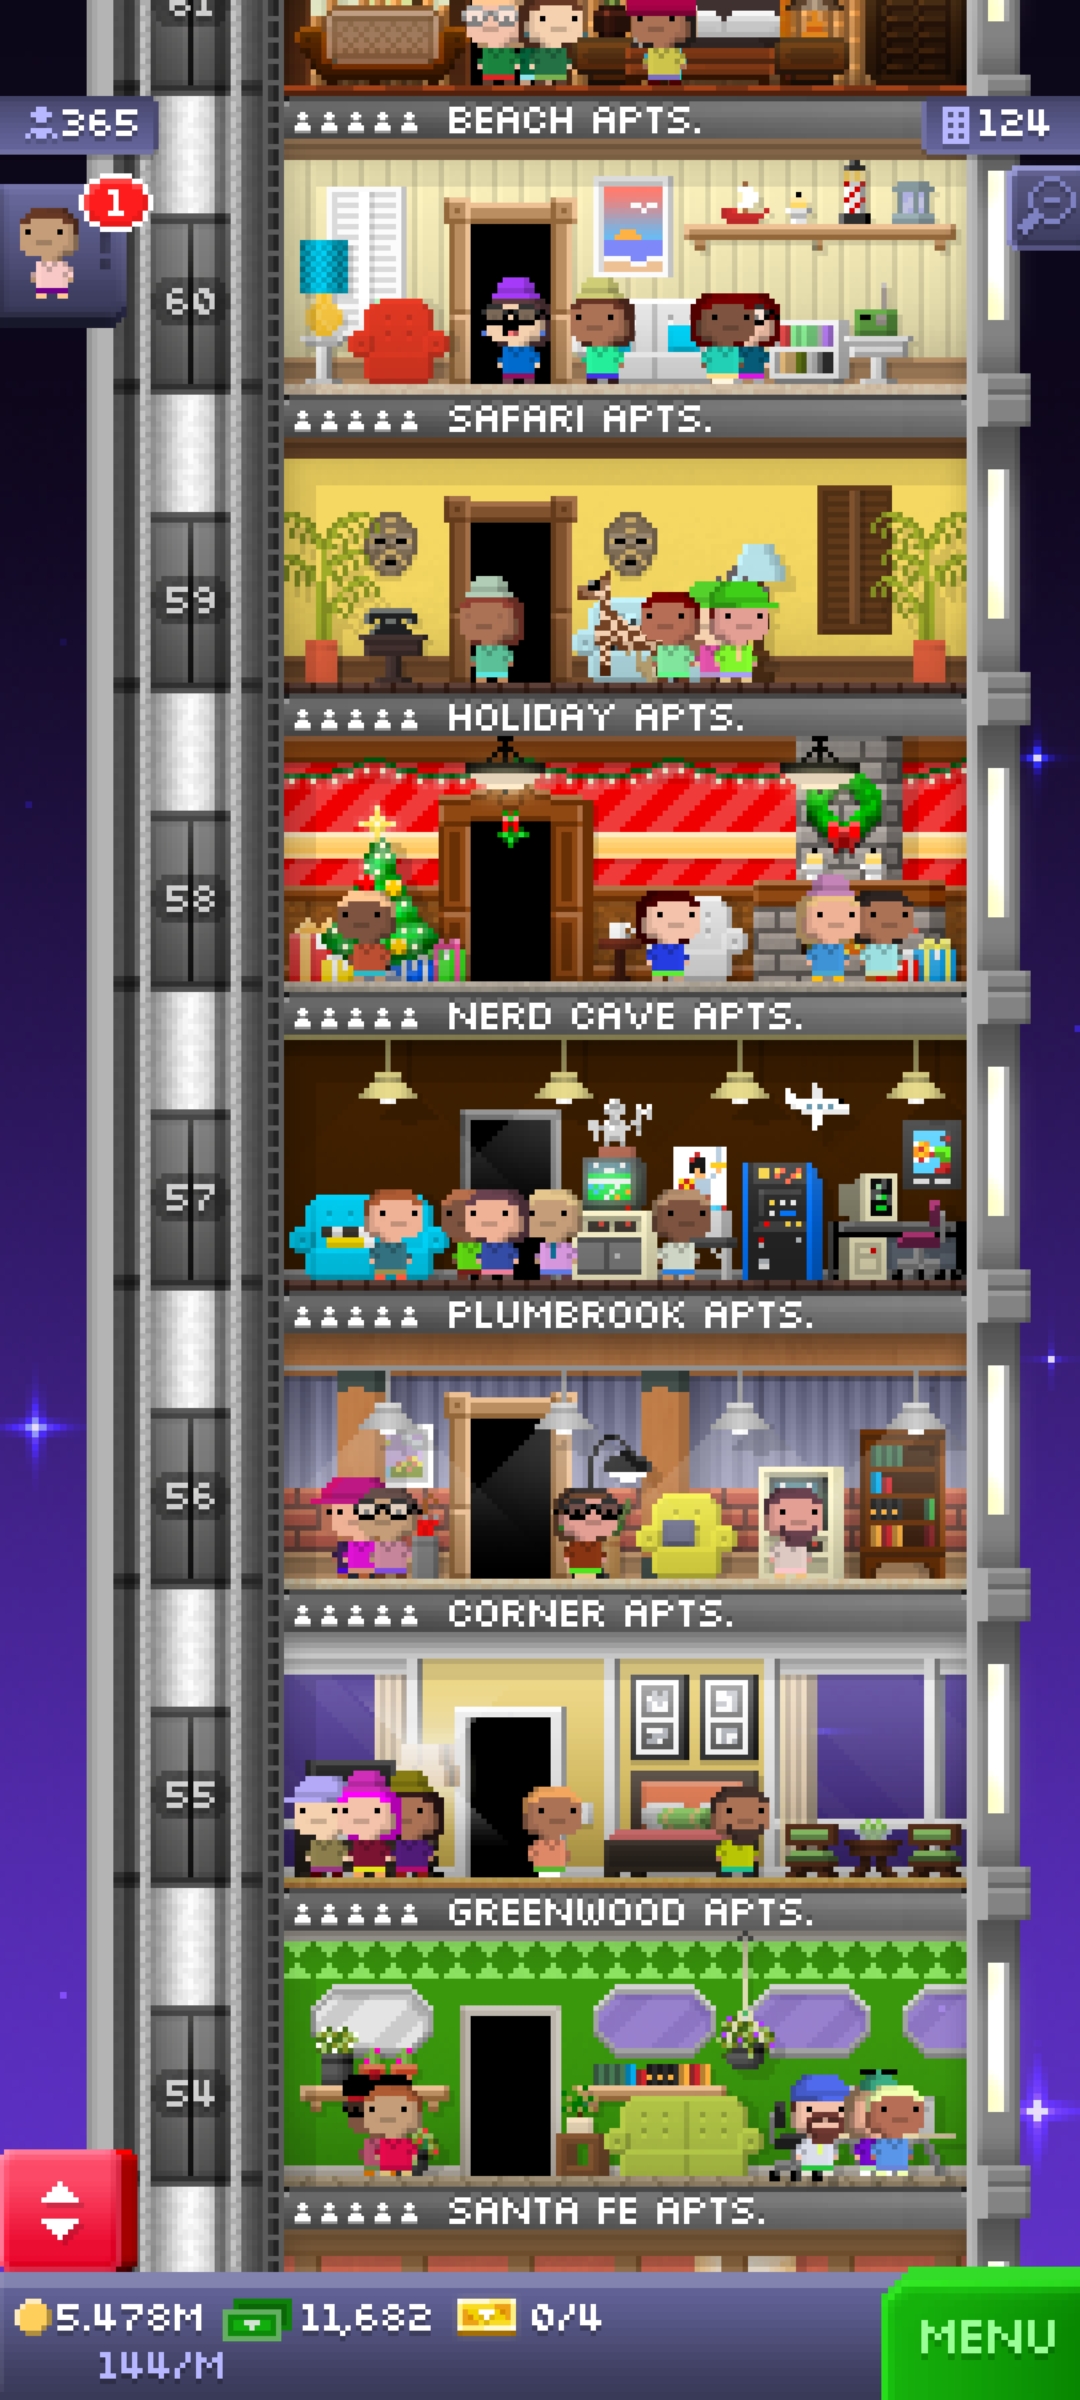 61
BEACH APTS.
365
124
1
60
SAFARI APTS.
59
HOLIDAY APTS.
58
NERD CAVE APTS.
57
PLUMBROOK APTS.
56
CORNER APTS.
55
GREENWOOD APTS.
54
SANTA FE APTS.
5.478M 11,682 0/4
144/M
MENU